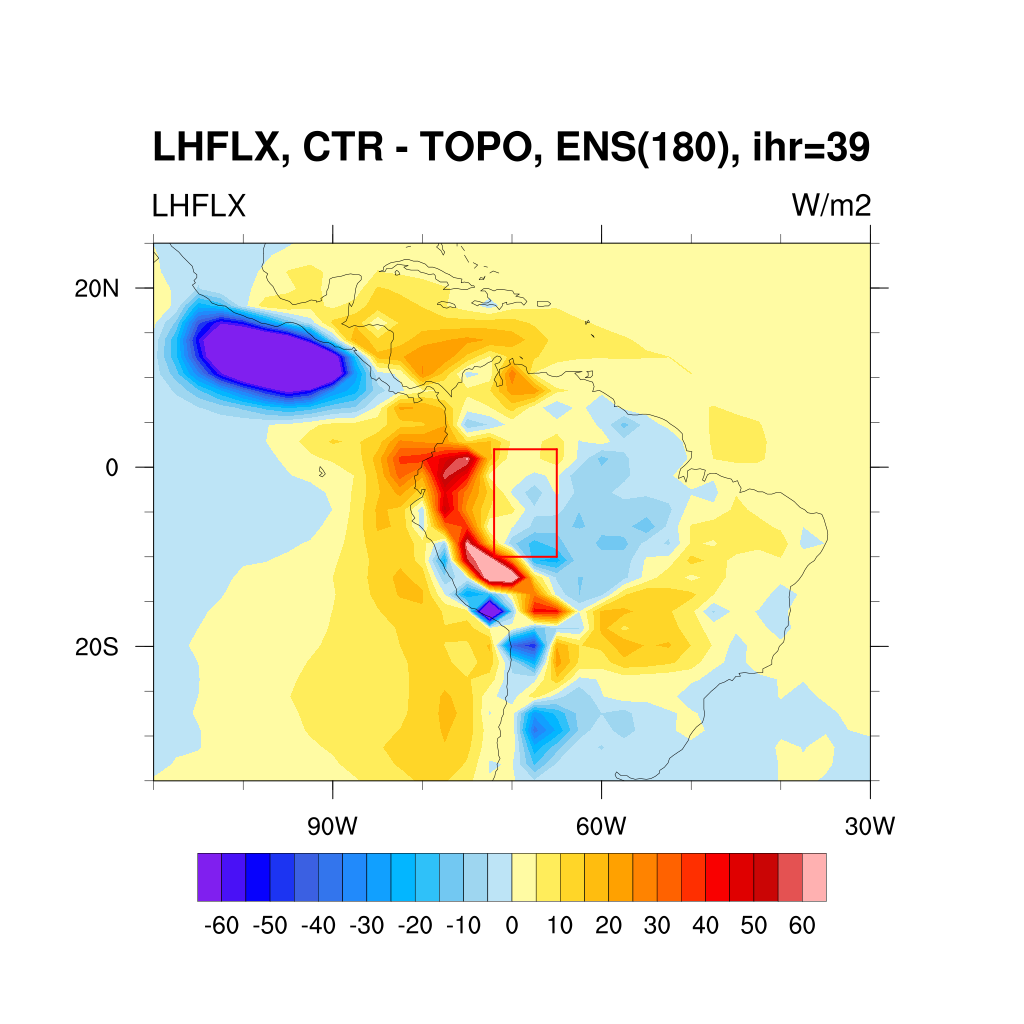 LHFLX, CTR - TOPO, ENS(180), ihr=39
LHFLX W/m2
20N
0
20S
90W 60W 30W
-60 -50 -40 -30 -20 -10 0 10 20 30 40 50 60